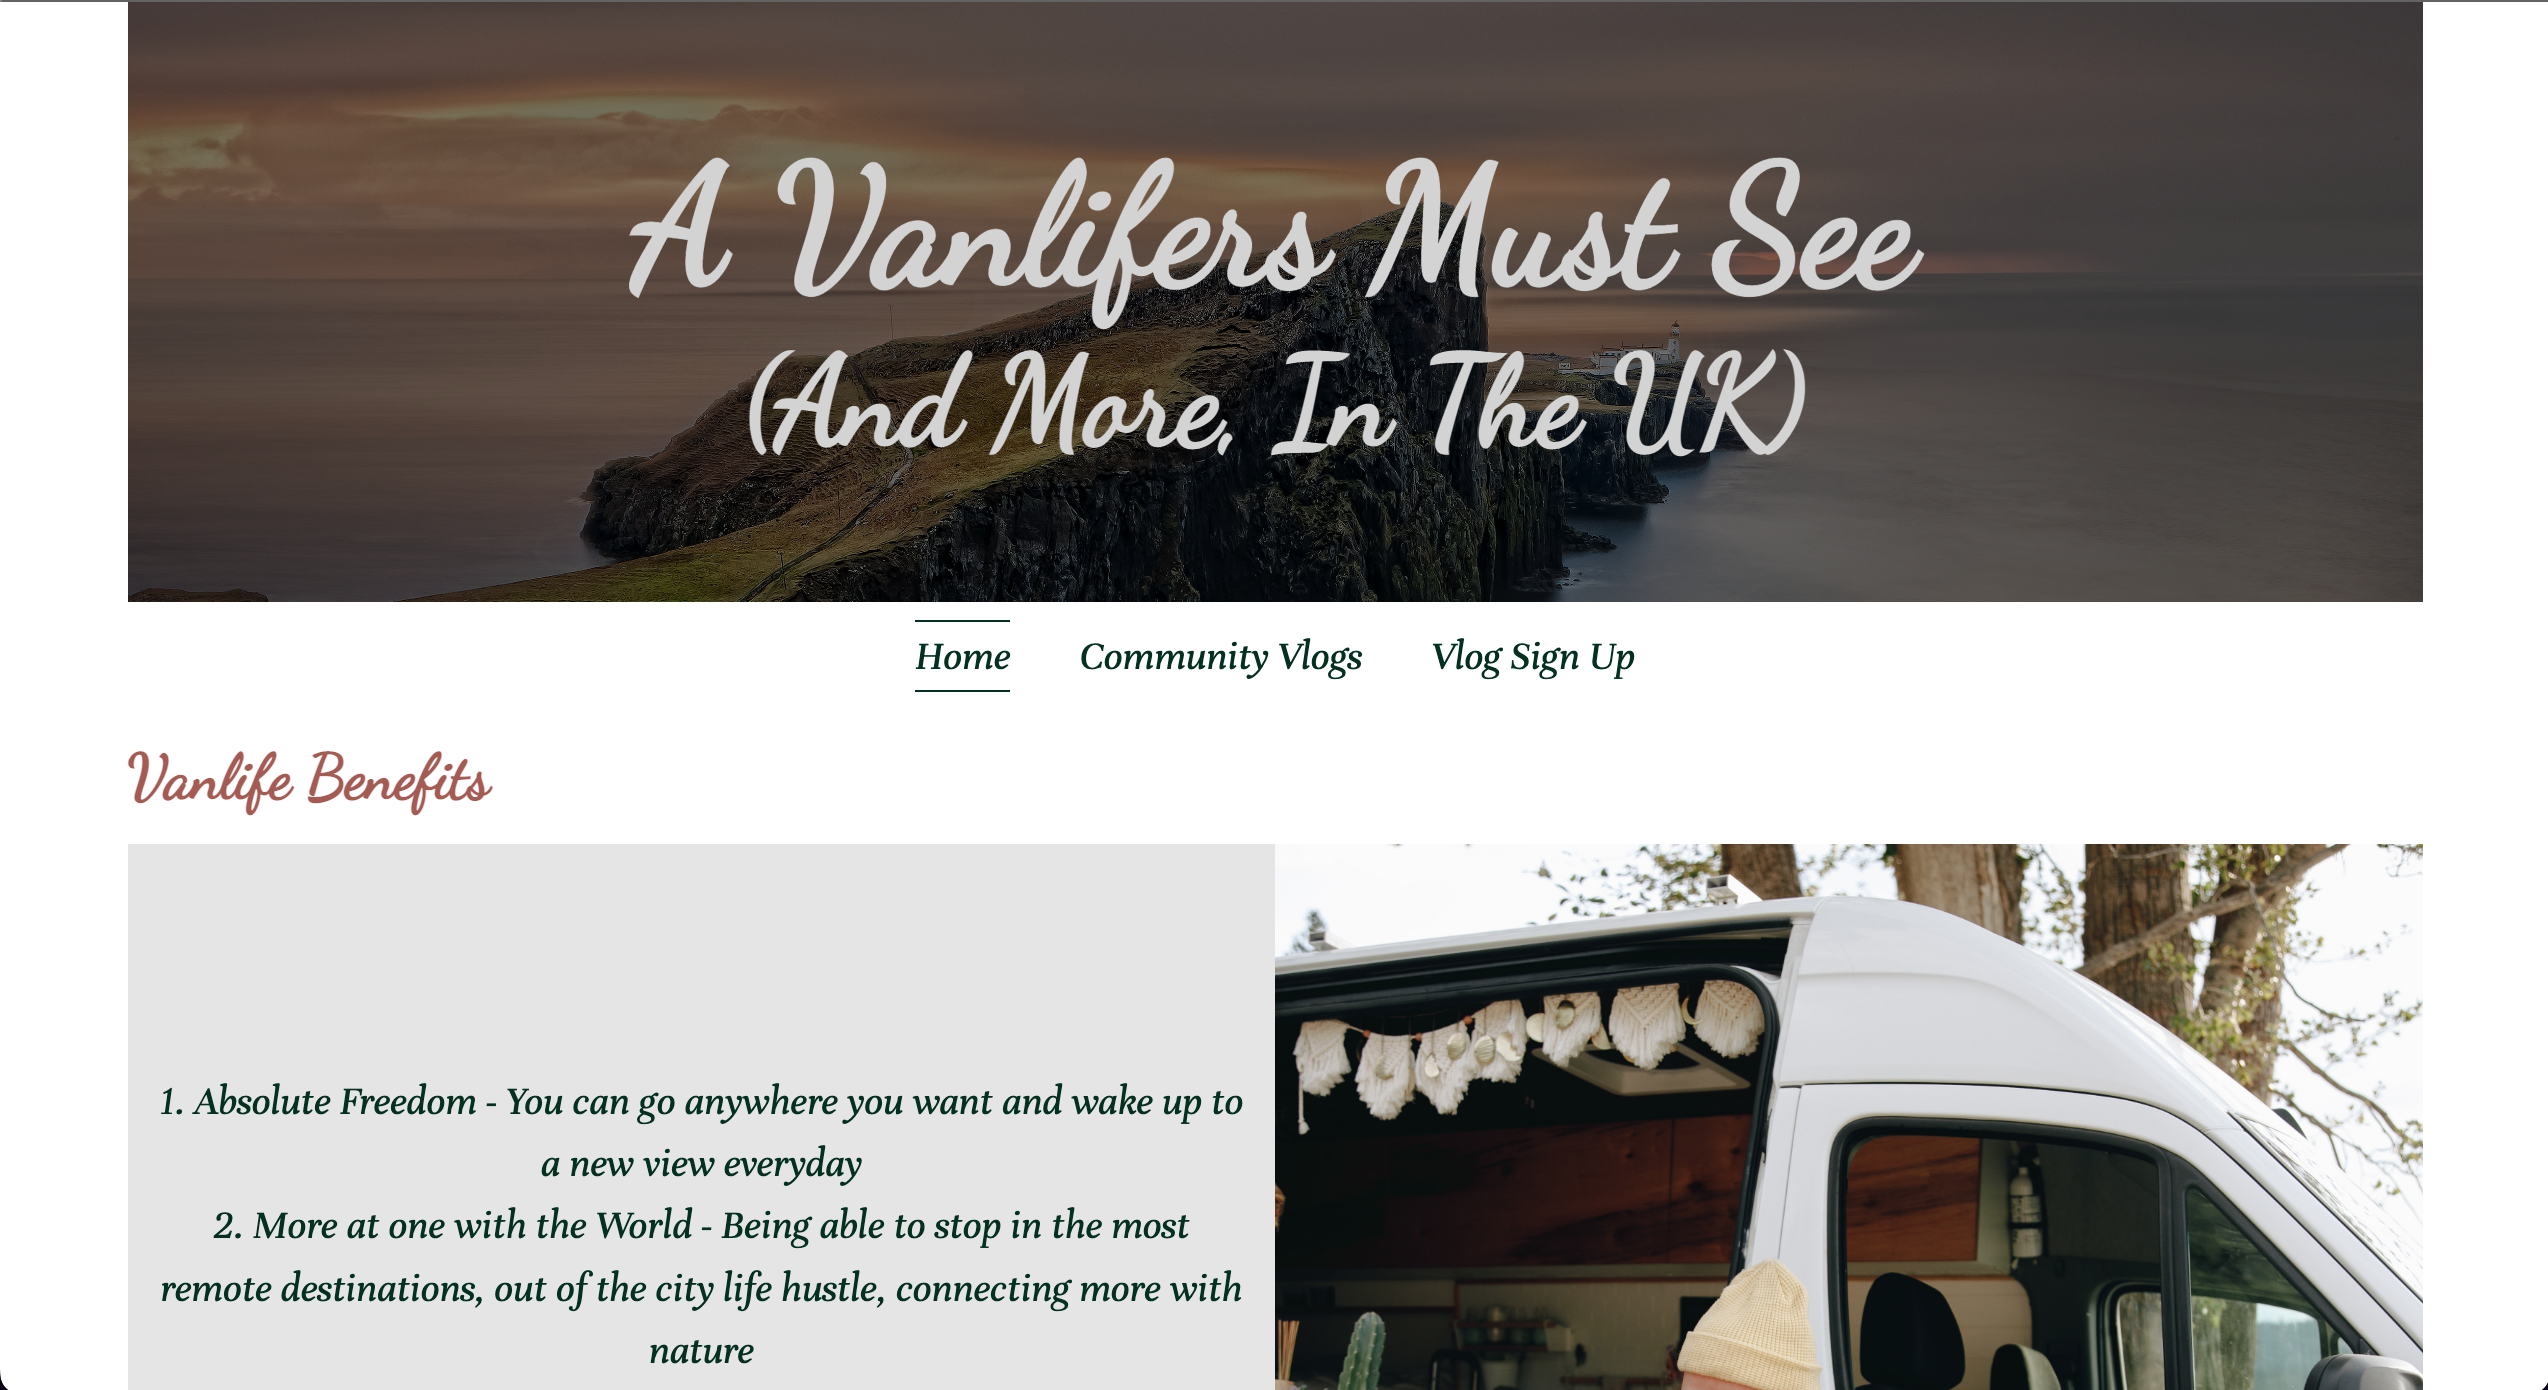 A Vanlifers Must See
(And More, In The UK)
Home Community Vlogs Vlog Sign Up
Vanlife Benefits
1. Absolute Freedom - You can go anywhere you want and wake up to
a new view everyday
2. More at one with the World - Being able to stop in the most
remote destinations, out of the city life hustle, connecting more with
nature